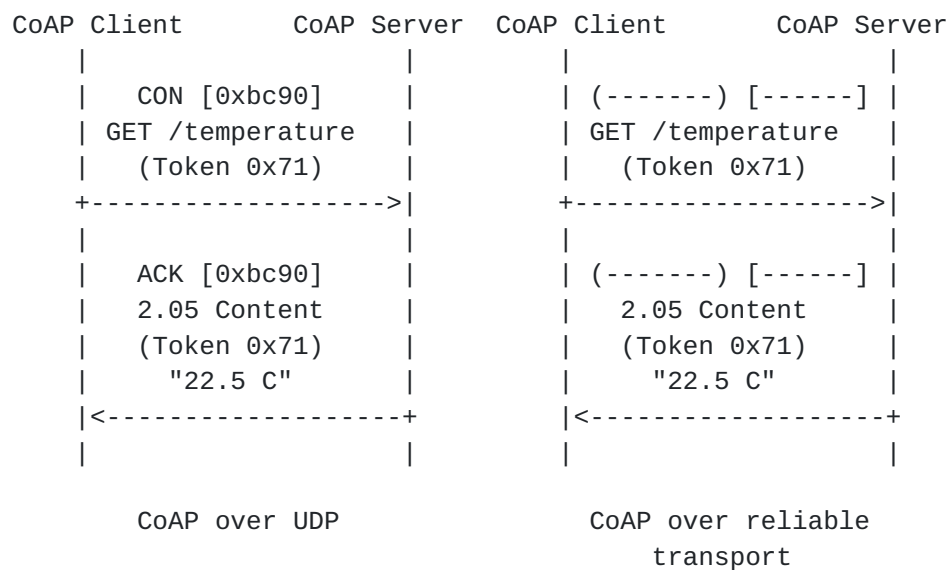 CoAP Client       CoAP Server  CoAP Client       CoAP Server
    |                    |         |                    |
    |   CON [0xbc90]     |         | (-------) [------] |
    | GET /temperature   |         | GET /temperature   |
    |   (Token 0x71)     |         |   (Token 0x71)     |
    +------------------->|         +------------------->|
    |                    |         |                    |
    |   ACK [0xbc90]     |         | (-------) [------] |
    |   2.05 Content     |         |   2.05 Content     |
    |   (Token 0x71)     |         |   (Token 0x71)     |
    |     "22.5 C"       |         |     "22.5 C"       |
    |<-------------------+         |<-------------------+
    |                    |         |                    |
        CoAP over UDP                CoAP over reliable
                                         transport